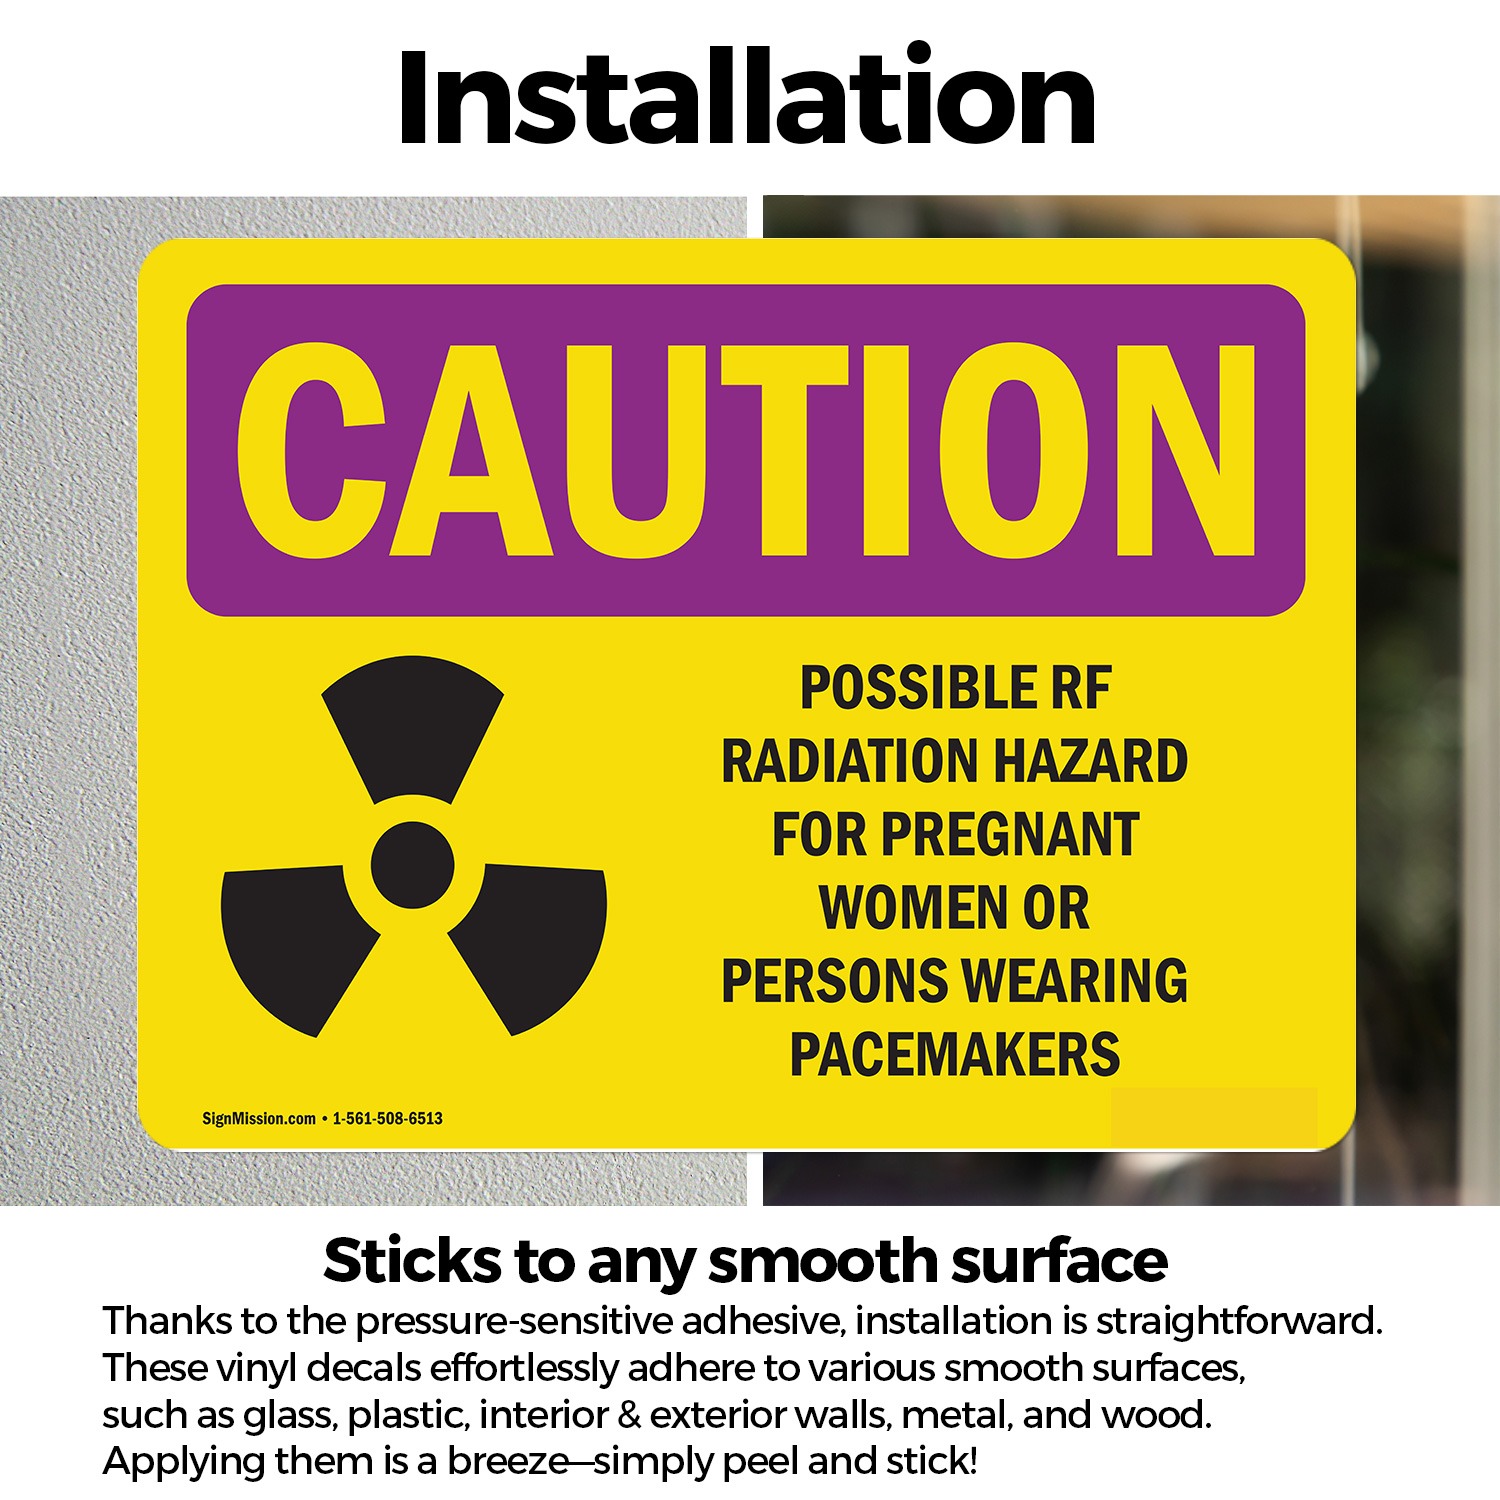 Installation
CAUTION
POSSIBLE RF
RADIATION HAZARD
FOR PREGNANT
WOMEN OR
PERSONS WEARING
PACEMAKERS
SignMission.com • 1-561-508-6513
Sticks to any smooth surface
Thanks to the pressure-sensitive adhesive, installation is straightforward.
These vinyl decals effortlessly adhere to various smooth surfaces,
such as glass, plastic, interior & exterior walls, metal, and wood.
Applying them is a breeze—simply peel and stick!